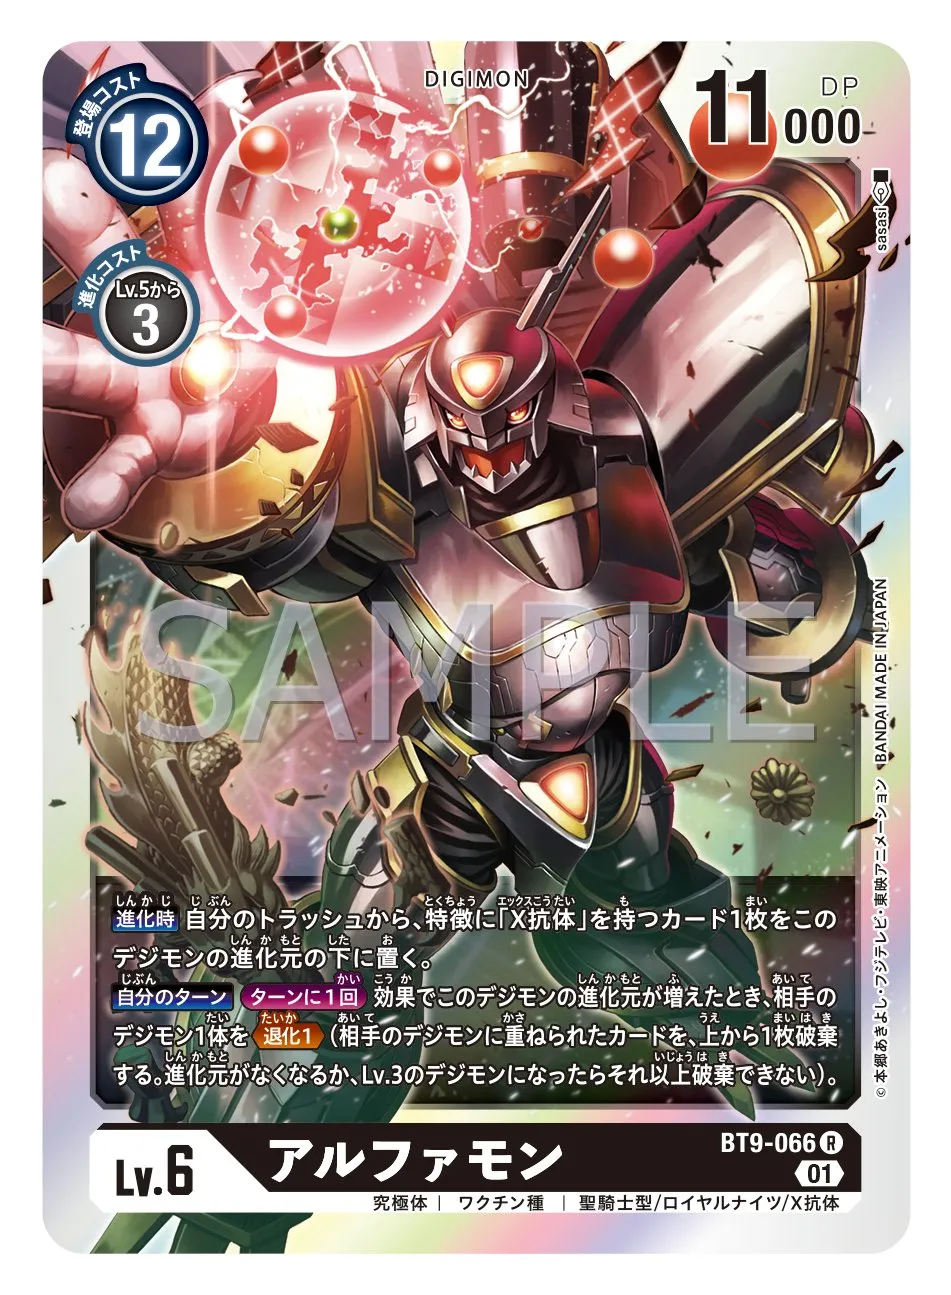 DIGIMON
登場コスト
12
11000
DP
進化コスト
Lv.5から
3
sasasi
SAMPLE
進化時 自分のトラッシュから、特徴に「X抗体」を持つカード1枚をこの
デジモンの進化元の下に置く。
自分のターン ターンに1回 効果でこのデジモンの進化元が増えたとき、相手の
デジモン1体を 退化1 (相手のデジモンに重ねられたカードを、上から1枚破棄
する。進化元がなくなるか、Lv.3のデジモンになったらそれ以上破棄できない)。
©本郷あきよし・フジテレビ・東映アニメーション BANDAI MADE IN JAPAN
Lv.6
アルファモン
BT9-066 R
01
究極体 | ワクチン種 | 聖騎士型/ロイヤルナイツ/X抗体